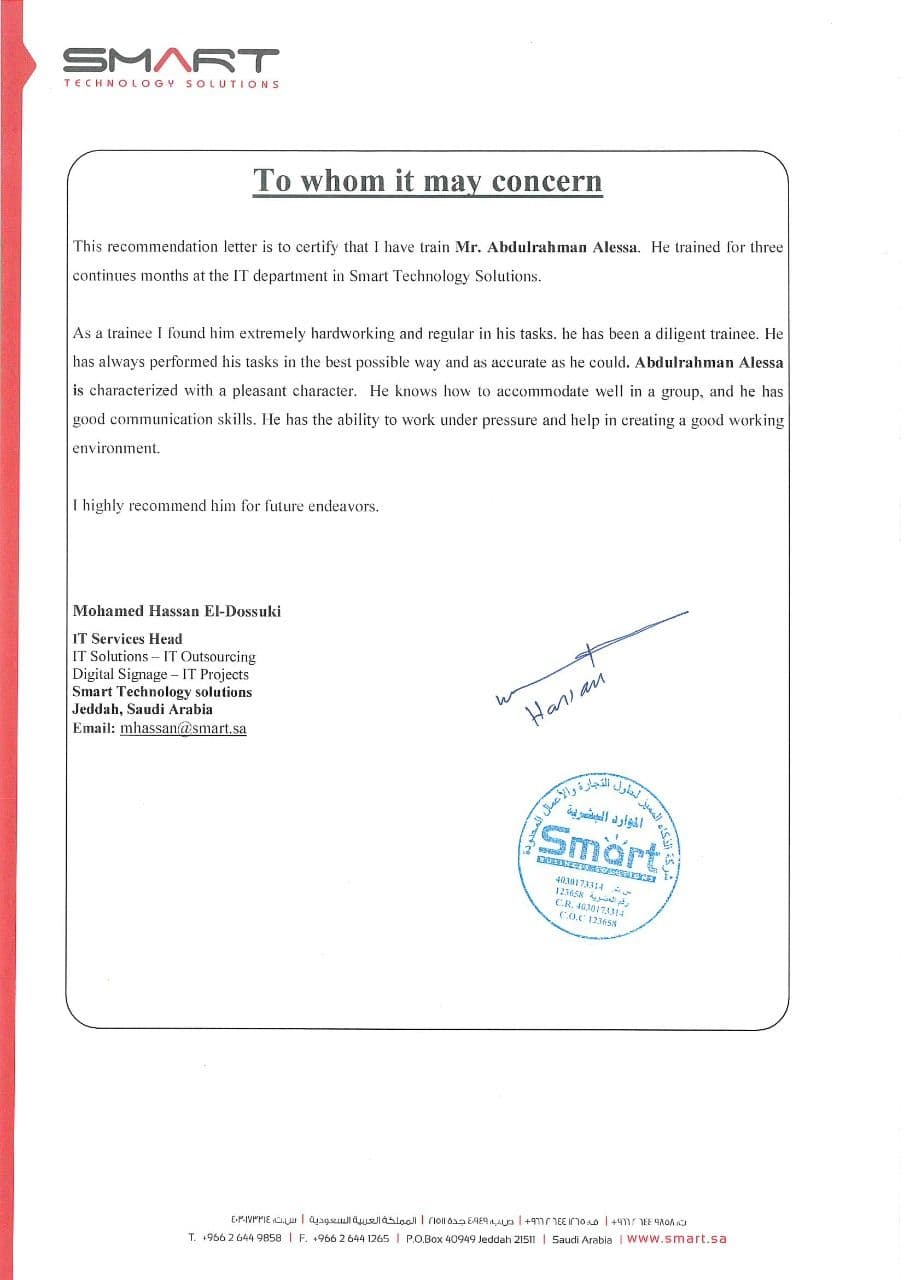 SMART
TECHNOLOGY SOLUTIONS
To whom it may concern
This recommendation letter is to certify that I have train Mr. Abdulrahman Alessa. He trained for three
continues months at the IT department in Smart Technology Solutions.
As a trainee I found him extremely hardworking and regular in his tasks. he has been a diligent trainee. He
has always performed his tasks in the best possible way and as accurate as he could. Abdulrahman Alessa
is characterized with a pleasant character. He knows how to accommodate well in a group, and he has
good communication skills. He has the ability to work under pressure and help in creating a good working
environment.
I highly recommend him for future endeavors.
Mohamed Hassan El-Dossuki
IT Services Head
IT Solutions – IT Outsourcing
Digital Signage – IT Projects
Smart Technology solutions
Jeddah, Saudi Arabia
Email: mhassan@smart.sa
Hassan
شركة الذكاء المميز لحلول التجارة والأعمال المحدودة
الموارد البشرية
Smart
BUSINESS SOLUTIONS
4030173314 س.ت
123658 رقم العضوية
C.R. 4030173314
C.O.C 123658
ت. ٩٨٥٨ ٦٤٤ ٢ ٩٦٦+ | ف. ١٢٦٥ ٦٤٤ ٢ ٩٦٦+ | ص.ب. ٤٠٩٤٩ جدة ٢١٥١١ | المملكة العربية السعودية | س.ت. ٤٠٣٠١٧٣٣١٤
T. +966 2 644 9858 | F. +966 2 644 1265 | P.O.Box 40949 Jeddah 21511 | Saudi Arabia | www.smart.sa